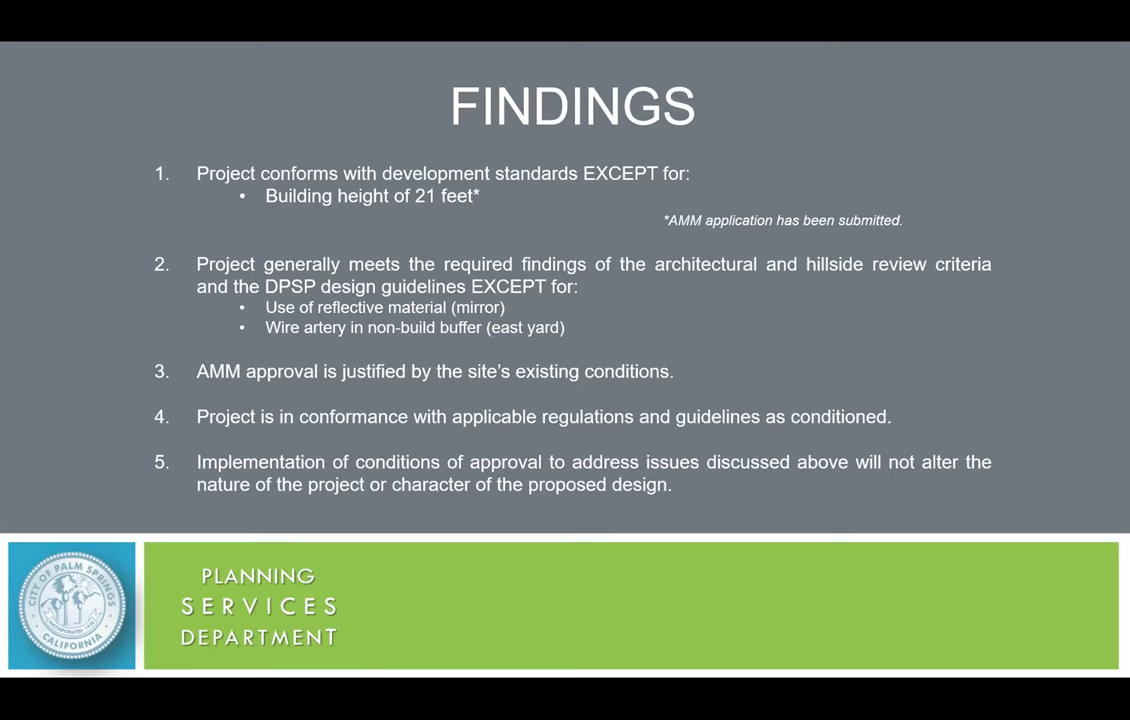 FINDINGS
1. Project conforms with development standards EXCEPT for:
• Building height of 21 feet*
*AMM application has been submitted.
2. Project generally meets the required findings of the architectural and hillside review criteria
and the DPSP design guidelines EXCEPT for:
• Use of reflective material (mirror)
• Wire artery in non-build buffer (east yard)
3. AMM approval is justified by the site's existing conditions.
4. Project is in conformance with applicable regulations and guidelines as conditioned.
5. Implementation of conditions of approval to address issues discussed above will not alter the
nature of the project or character of the proposed design.
CITY OF PALM SPRINGS
CALIFORNIA
PLANNING
SERVICES
DEPARTMENT